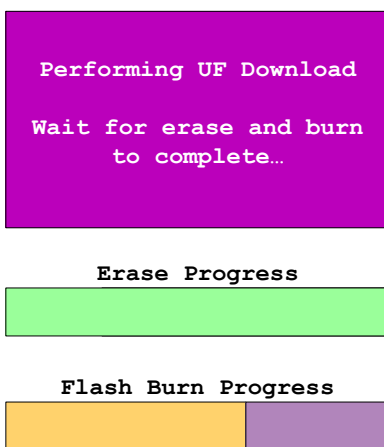 Performing UF Download
Wait for erase and burn
to complete…
Erase Progress
Flash Burn Progress